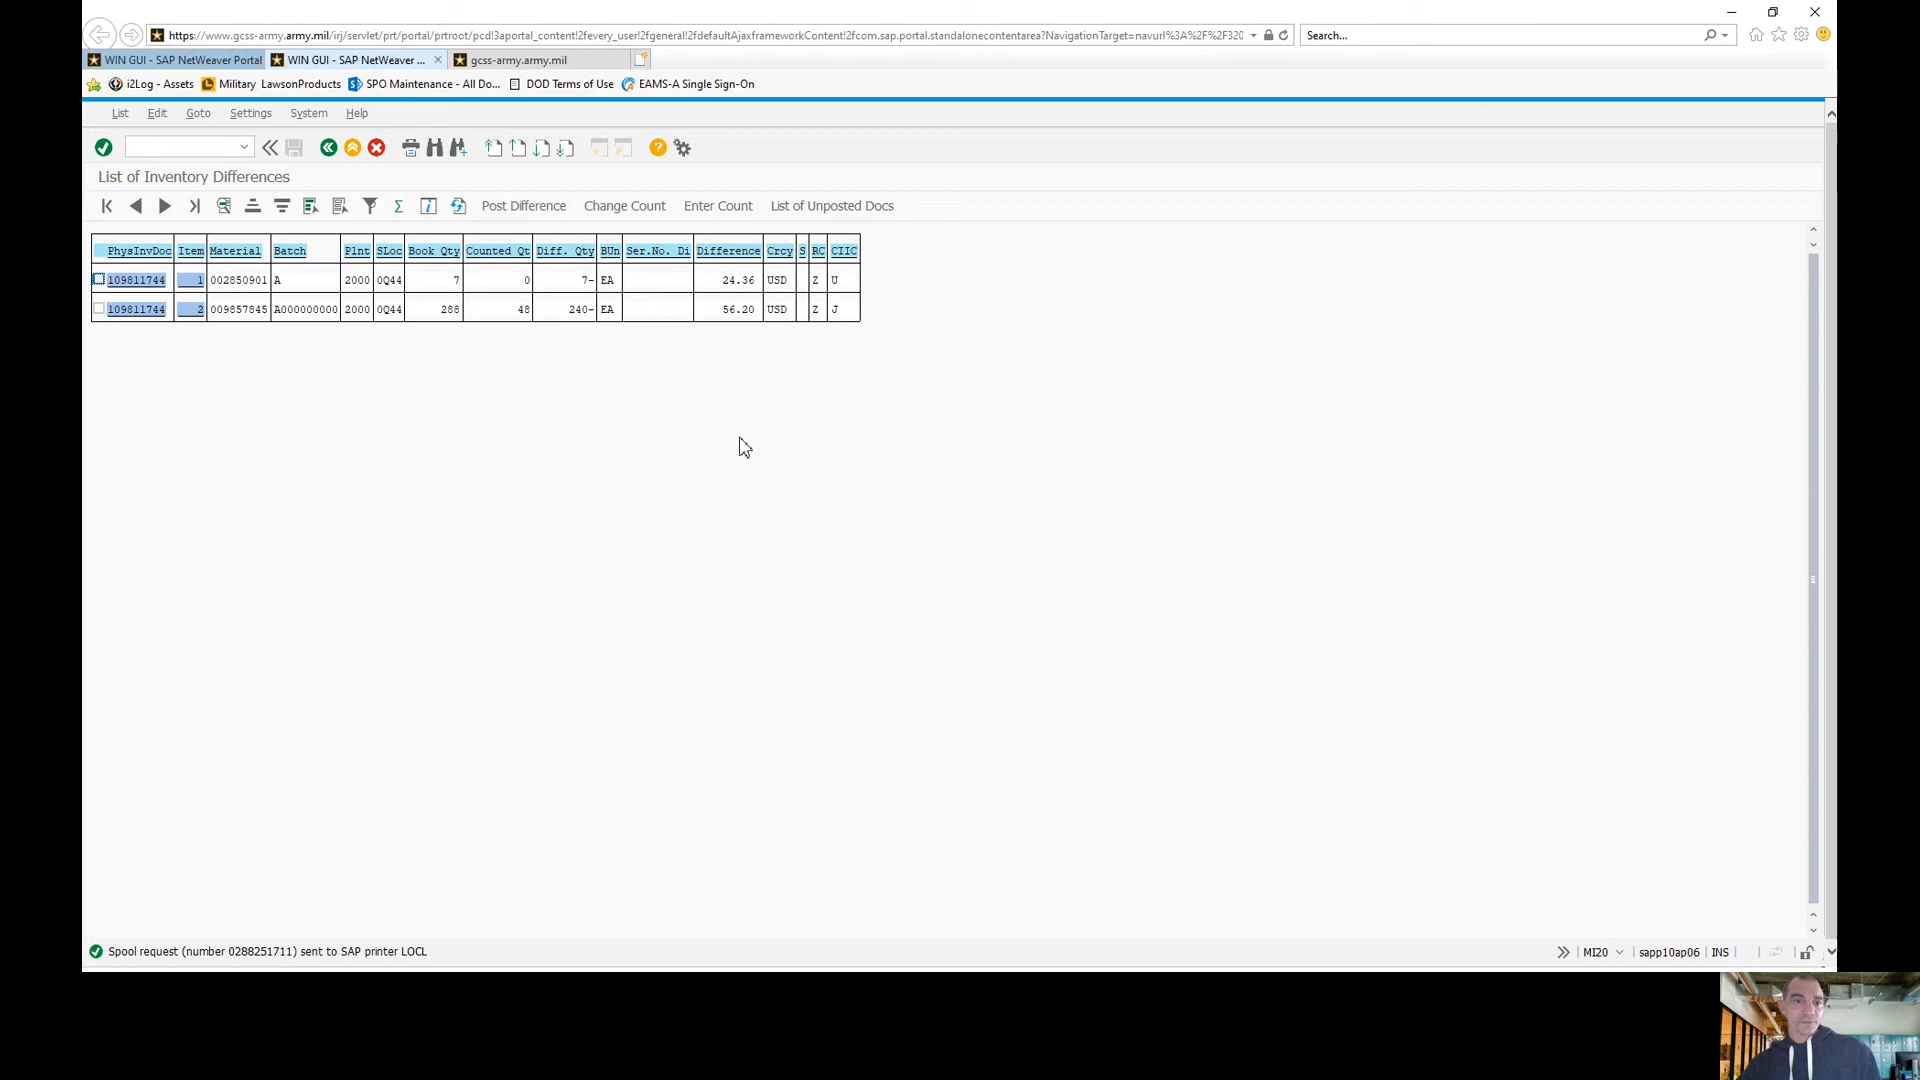 https://www.gcss-army.army.mil/irj/servlet/prt/portal/prtroot/pcd!3aportal_content!2fevery_user!2fgeneral!2fdefaultAjaxframeworkContent!2fcom.sap.portal.standalonecontentarea?NavigationTarget=navurl%3A%2F%2F320 Search...
WIN GUI - SAP NetWeaver Portal WIN GUI - SAP NetWeaver ... gcss-army.army.mil
i2Log - Assets Military LawsonProducts SPO Maintenance - All Do... DOD Terms of Use EAMS-A Single Sign-On
List Edit Goto Settings System Help
List of Inventory Differences
Post Difference Change Count Enter Count List of Unposted Docs
PhysInvDoc Item Material Batch Plnt SLoc Book Qty Counted Qt Diff. Qty BUn Ser.No. Di Difference Crcy S RC CIIC
109811744 1 002850901 A 2000 0Q44 7 0 7- EA 24.36 USD Z U
109811744 2 009857845 A000000000 2000 0Q44 288 48 240- EA 56.20 USD Z J
Spool request (number 0288251711) sent to SAP printer LOCL MI20 sapp10ap06 INS